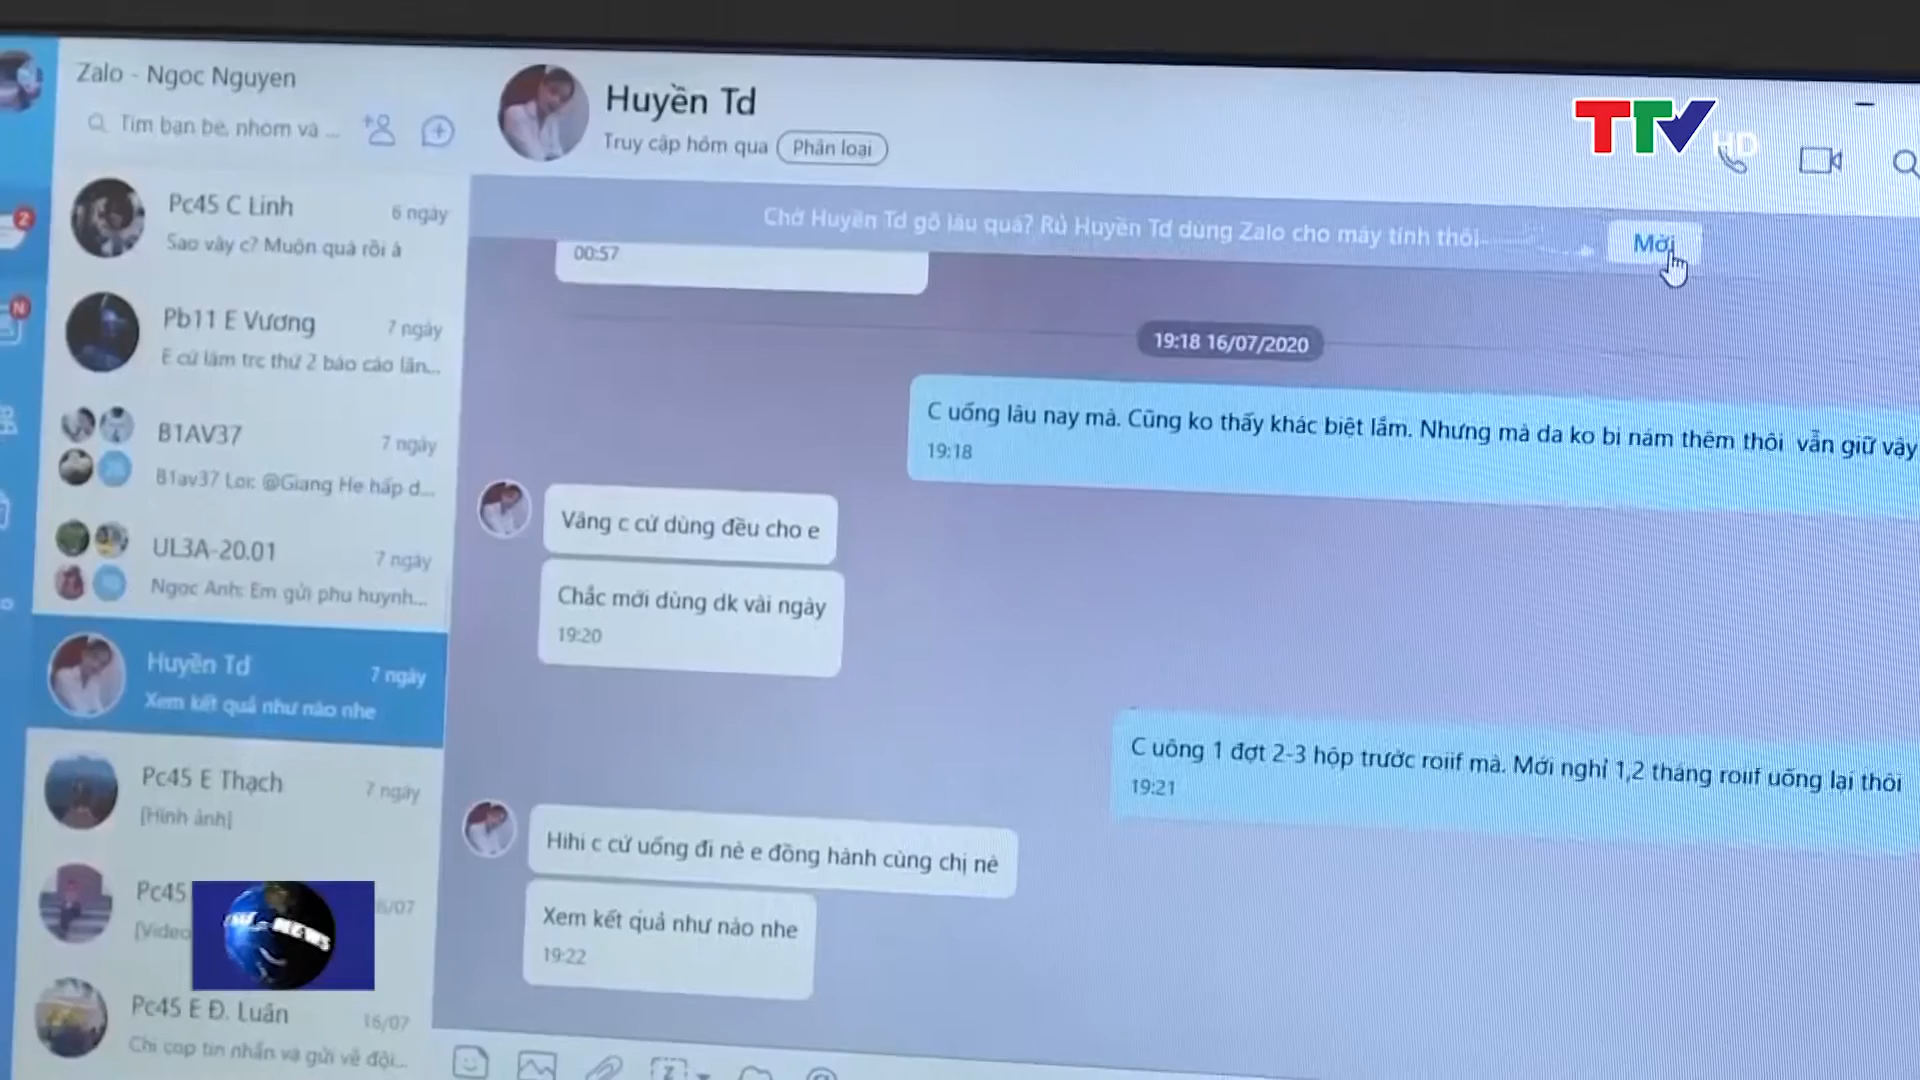 Zalo - Ngoc Nguyen
Tìm bạn bè, nhóm và ...
Pc45 C Linh
6 ngày
Sao vậy c? Muộn quá rồi á
Pb11 E Vương
7 ngày
E cứ làm trc thứ 2 báo cáo lãn...
B1AV37
7 ngày
B1av37 Lor: @Giang He hấp d...
UL3A-20.01
7 ngày
Ngoc Anh: Em gửi phu huynh...
Huyền Td
7 ngày
Xem kết quả như nào nhe
Pc45 E Thạch
7 ngày
[Hình ảnh]
Pc45
[Video
Pc45 E Đ. Luân
16/07
Chi cop tin nhắn và gửi về đội...
2
N
Huyền Td
Truy cập hôm qua
Phân loại
TTV HD
Chờ Huyền Td gõ lâu quá? Rủ Huyền Td dùng Zalo cho máy tính thôi
Mời
00:57
19:18 16/07/2020
C uống lâu nay mà. Cũng ko thấy khác biệt lắm. Nhưng mà da ko bi nám thêm thôi vẫn giữ vậy
19:18
Vâng c cứ dùng đều cho e
Chắc mới dùng dk vài ngày
19:20
C uông 1 đợt 2-3 hộp trước roiif mà. Mới nghỉ 1,2 tháng roiif uống lại thôi
19:21
Hihi c cứ uống đi nè e đồng hành cùng chị nè
Xem kết quả như nào nhe
19:22